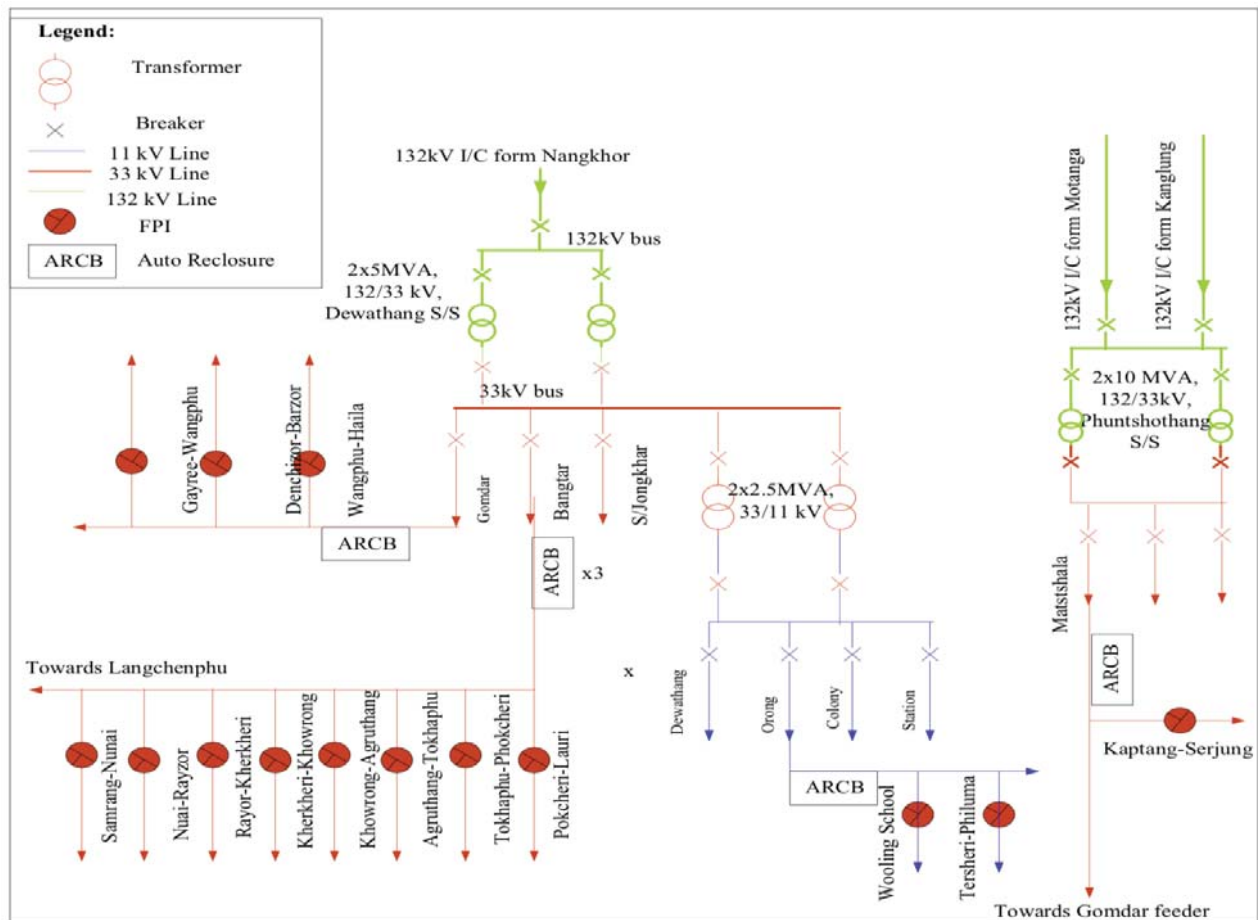 Legend:
Transformer
Breaker
11 kV Line
33 kV Line
132 kV Line
FPI
ARCB
Auto Reclosure
132kV I/C form Nangkhor
132kV bus
2x5MVA,
132/33 kV,
Dewathang S/S
33kV bus
132kV I/C form Motanga
132kV I/C form Kanglung
2x10 MVA,
132/33kV,
Phuntshothang
S/S
Gayree-Wangphu
Denchizor-Barzor
Wangphu-Haila
ARCB
Gomdar
Bangtar
S/Jongkhar
2x2.5MVA,
33/11 kV
ARCB
x3
Matstshala
ARCB
Towards Langchenphu
x
Dewathang
Orong
Colony
Station
Kaptang-Serjung
Samrang-Nunai
Nuai-Rayzor
Rayor-Kherkheri
Kherkheri-Khowrong
Khowrong-Agruthang
Agruthang-Tokhaphu
Tokhaphu-Phokcheri
Pokcheri-Lauri
ARCB
Wooling School
Tersheri-Philuma
Towards Gomdar feeder